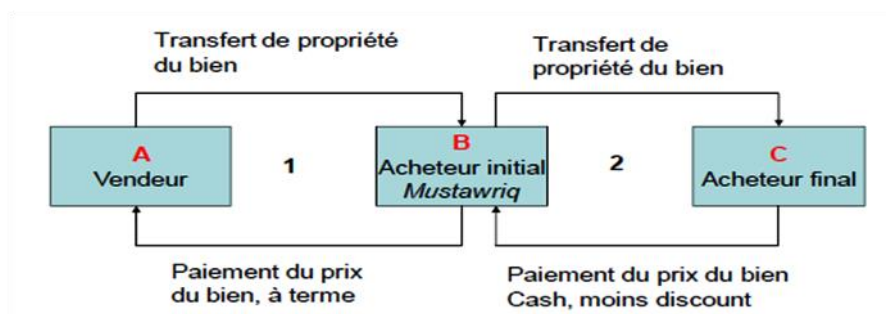 Transfert de propriété
du bien
Transfert de
propriété du bien
A
Vendeur
1
B
Acheteur initial
Mustawriq
2
C
Acheteur final
Paiement du prix
du bien, à terme
Paiement du prix du bien
Cash, moins discount